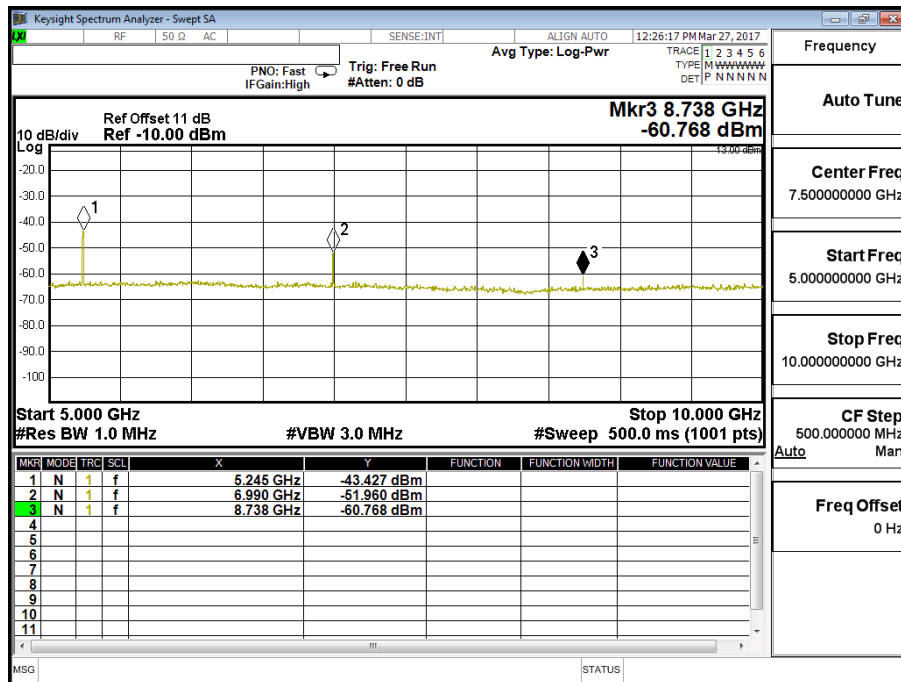 Keysight Spectrum Analyzer - Swept SA
LXI RF 50 Ω AC SENSE:INT ALIGN AUTO 12:26:17 PM Mar 27, 2017
Frequency
Avg Type: Log-Pwr
TRACE 1 2 3 4 5 6
PNO: Fast Trig: Free Run
TYPE M W W W W W
IFGain:High #Atten: 0 dB
DET P N N N N N
Auto Tune
Mkr3 8.738 GHz
-60.768 dBm
Ref Offset 11 dB
10 dB/div Ref -10.00 dBm
Log
13.00 dBm
-20.0
-30.0
-40.0
-50.0
-60.0
-70.0
-80.0
-90.0
-100
1
2
3
Start 5.000 GHz Stop 10.000 GHz
#Res BW 1.0 MHz #VBW 3.0 MHz #Sweep 500.0 ms (1001 pts)
Center Freq
7.500000000 GHz
Start Freq
5.000000000 GHz
Stop Freq
10.000000000 GHz
CF Step
500.000000 MHz
Auto Man
Freq Offset
0 Hz
MKR MODE TRC SCL X Y FUNCTION FUNCTION WIDTH FUNCTION VALUE
1 N 1 f 5.245 GHz -43.427 dBm
2 N 1 f 6.990 GHz -51.960 dBm
3 N 1 f 8.738 GHz -60.768 dBm
4
5
6
7
8
9
10
11
MSG STATUS